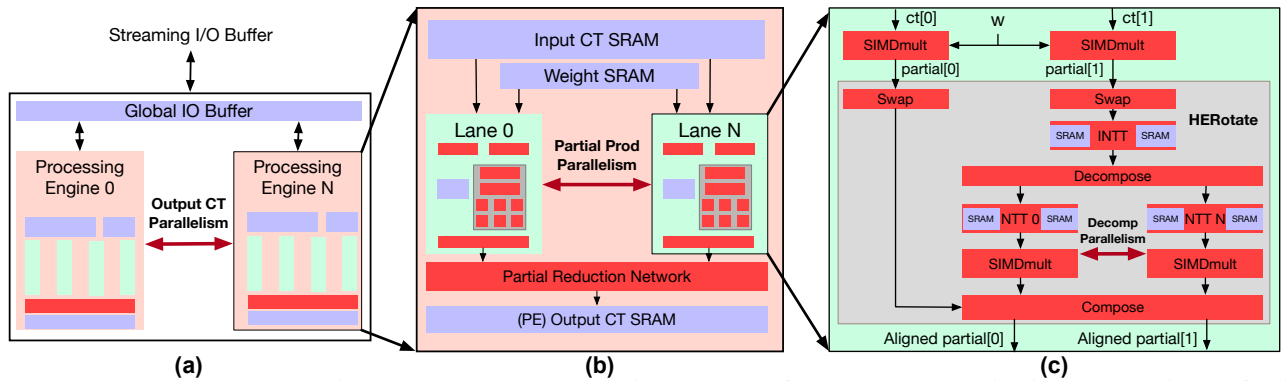 Streaming I/O Buffer
Global IO Buffer
Processing
Engine 0
Processing
Engine N
Output CT
Parallelism
(a)
Input CT SRAM
Weight SRAM
Lane 0
Lane N
Partial Prod
Parallelism
Partial Reduction Network
(PE) Output CT SRAM
(b)
ct[0]
w
ct[1]
SIMDmult
SIMDmult
partial[0]
partial[1]
Swap
Swap
HERotate
SRAM
INTT
SRAM
Decompose
SRAM
NTT 0
SRAM
Decomp
Parallelism
SRAM
NTT N
SRAM
SIMDmult
SIMDmult
Compose
Aligned partial[0]
Aligned partial[1]
(c)